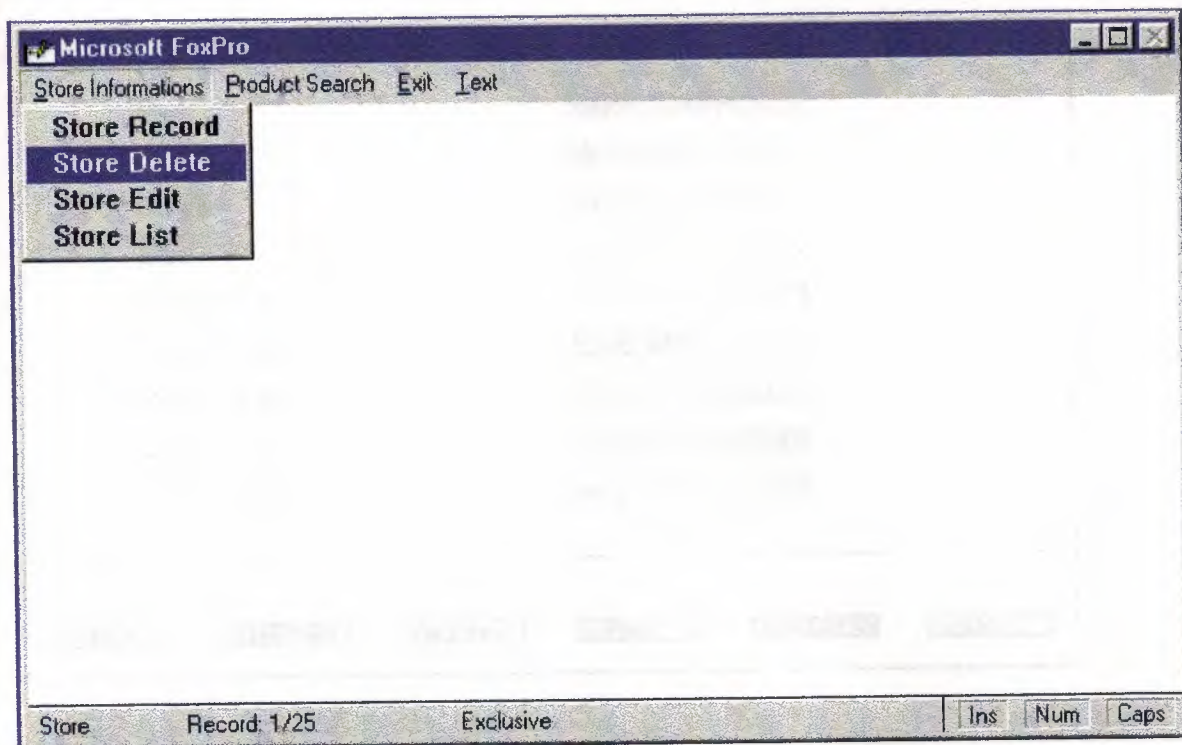 Microsoft FoxPro
Store Informations Product Search Exit Text
Store Record
Store Delete
Store Edit
Store List
Store Record: 1/25 Exclusive Ins Num Caps